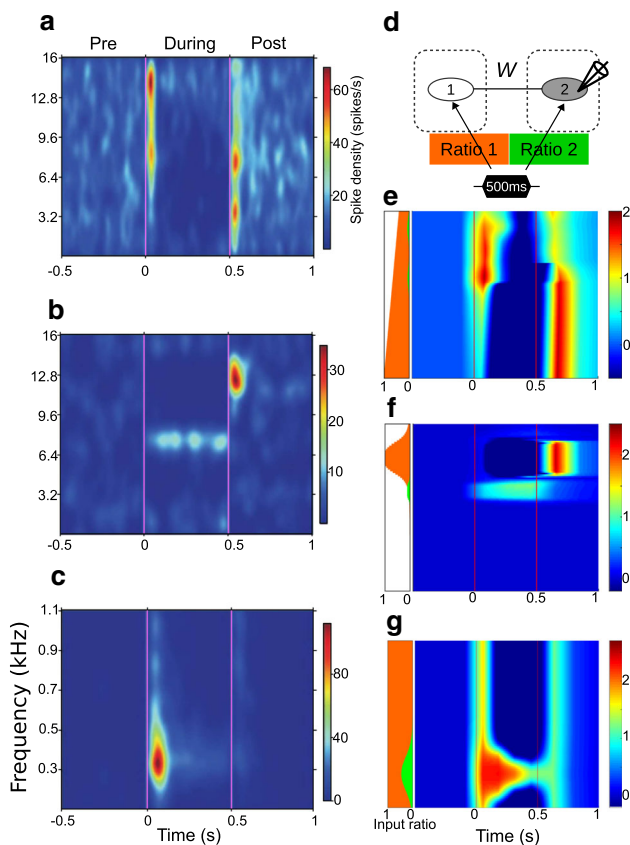 a
Pre During Post
16
12.8
9.6
6.4
3.2
-0.5 0 0.5 1
60
40
20
Spike density (spikes/s)
b
16
12.8
9.6
6.4
3.2
-0.5 0 0.5 1
30
20
10
c
Frequency (kHz)
1.1
0.9
0.7
0.5
0.3
-0.5 0 0.5 1
Time (s)
80
40
0
d
1 W 2
Ratio 1 Ratio 2
500ms
e
1 0 0 0.5 1
2
1
0
f
1 0 0 0.5 1
2
1
0
g
1 0 0 0.5 1
Input ratio Time (s)
2
1
0